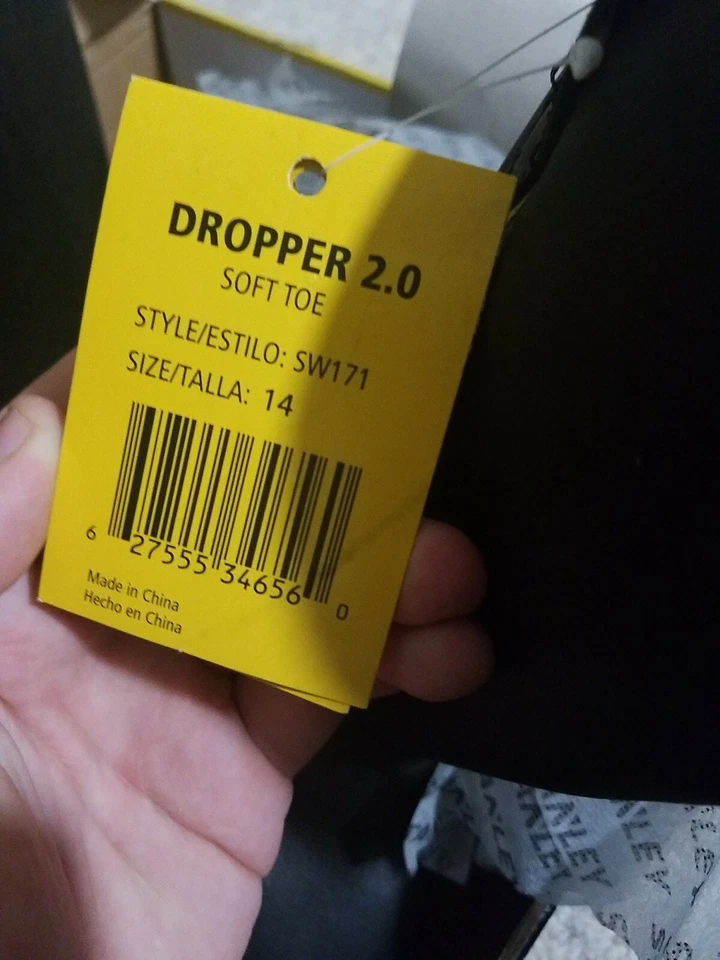 DROPPER 2.0
SOFT TOE
STYLE/ESTILO: SW171
SIZE/TALLA: 14
6 27555 34656 0
Made in China
Hecho en China